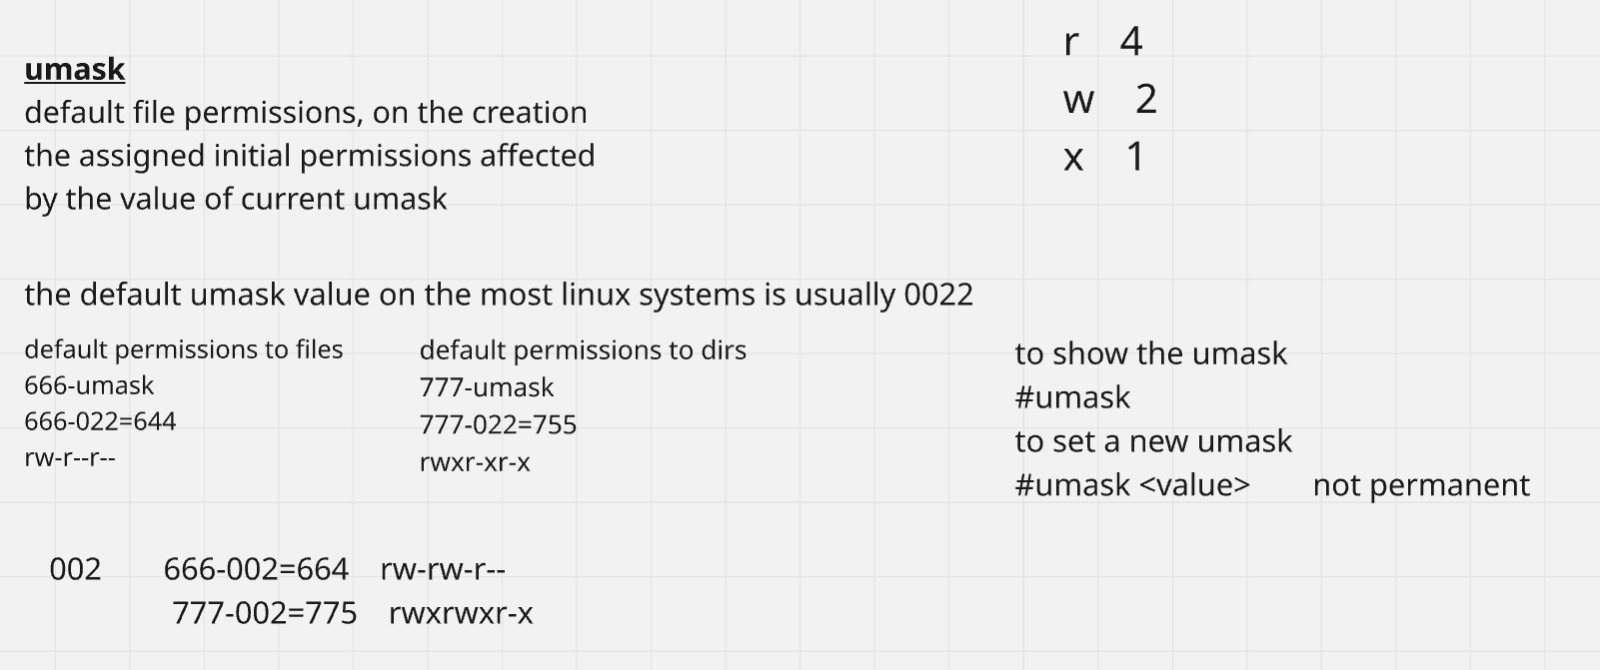 umask
default file permissions, on the creation
the assigned initial permissions affected
by the value of current umask
r 4
w 2
x 1
the default umask value on the most linux systems is usually 0022
default permissions to files
666-umask
666-022=644
rw-r--r--
default permissions to dirs
777-umask
777-022=755
rwxr-xr-x
to show the umask
#umask
to set a new umask
#umask <value> not permanent
002 666-002=664 rw-rw-r--
777-002=775 rwxrwxr-x